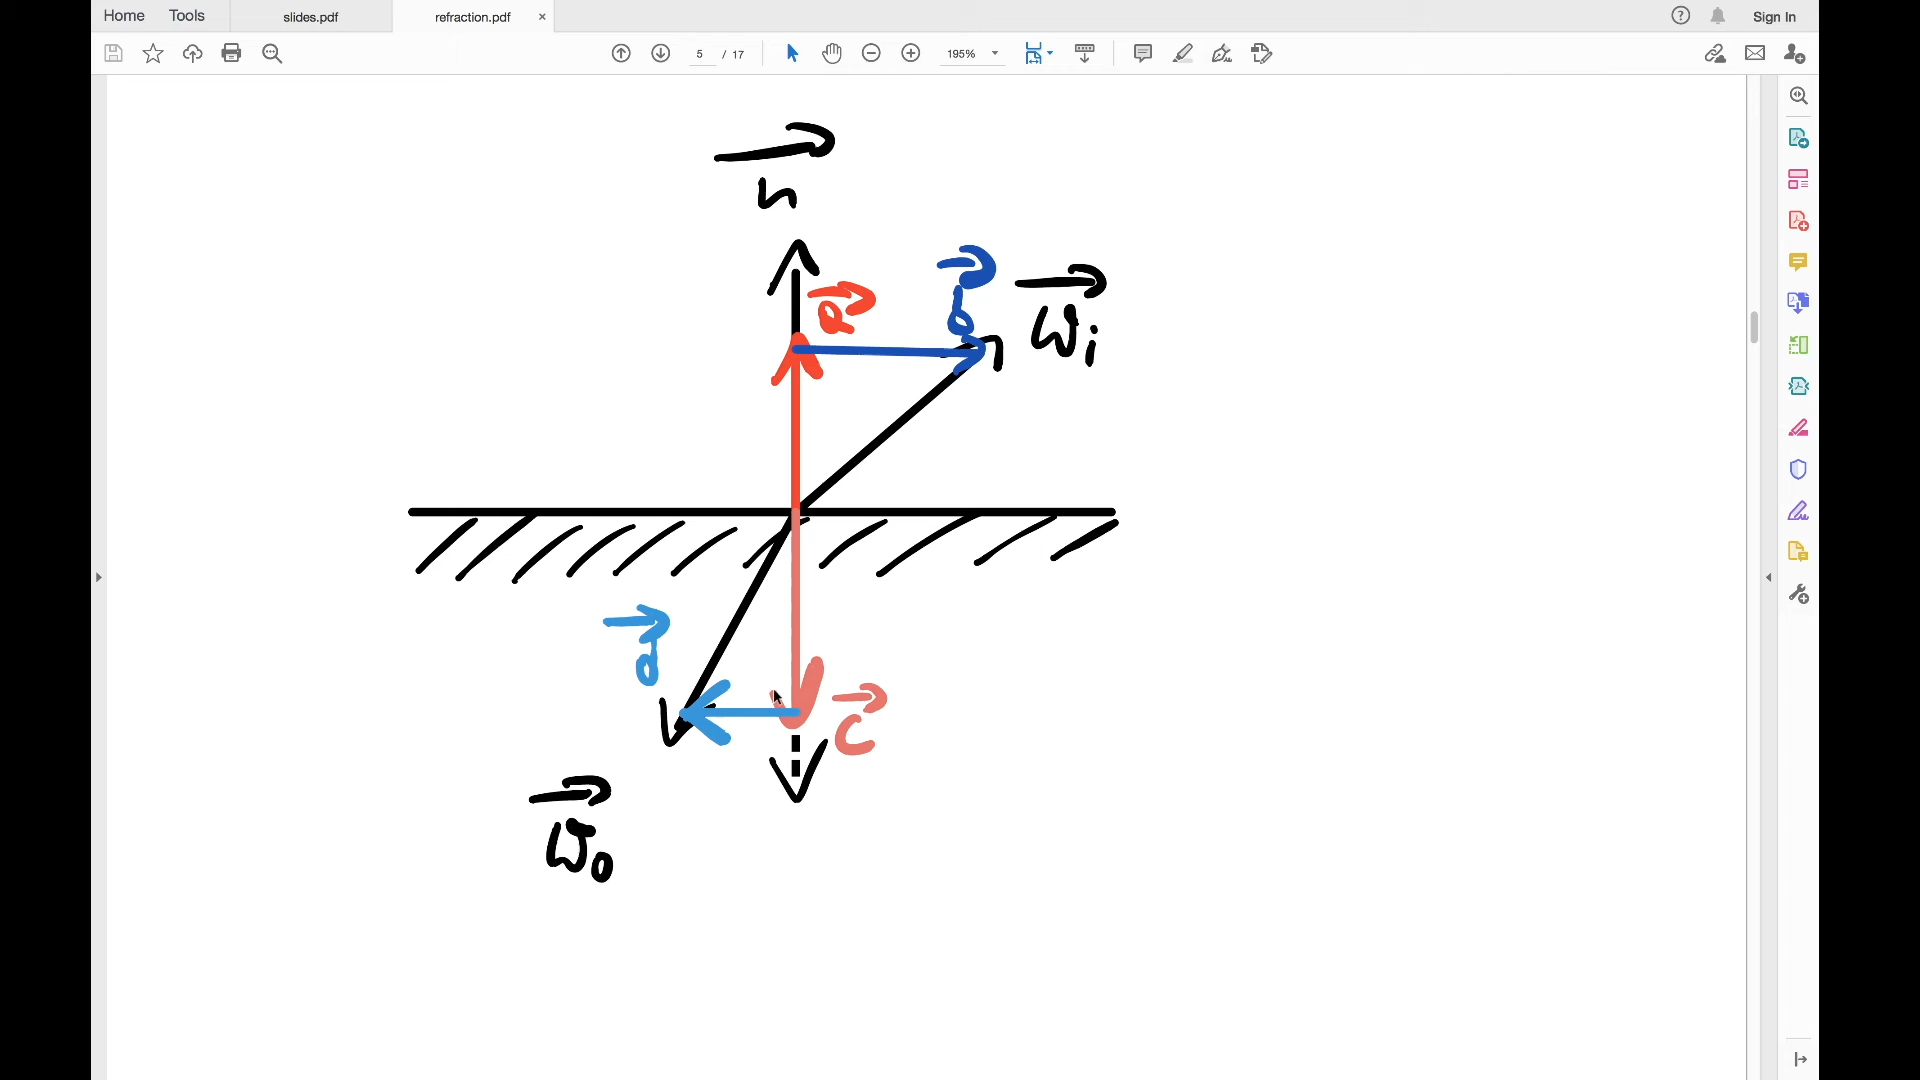 Home Tools slides.pdf refraction.pdf × ? Sign In
5 / 17 195%
n
a
b
ωi
d
c
ωo